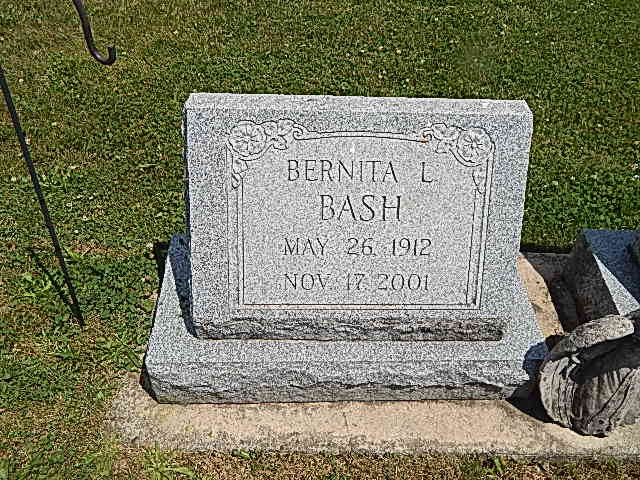 BERNITA L.
BASH
MAY 26, 1912
NOV. 17, 2001